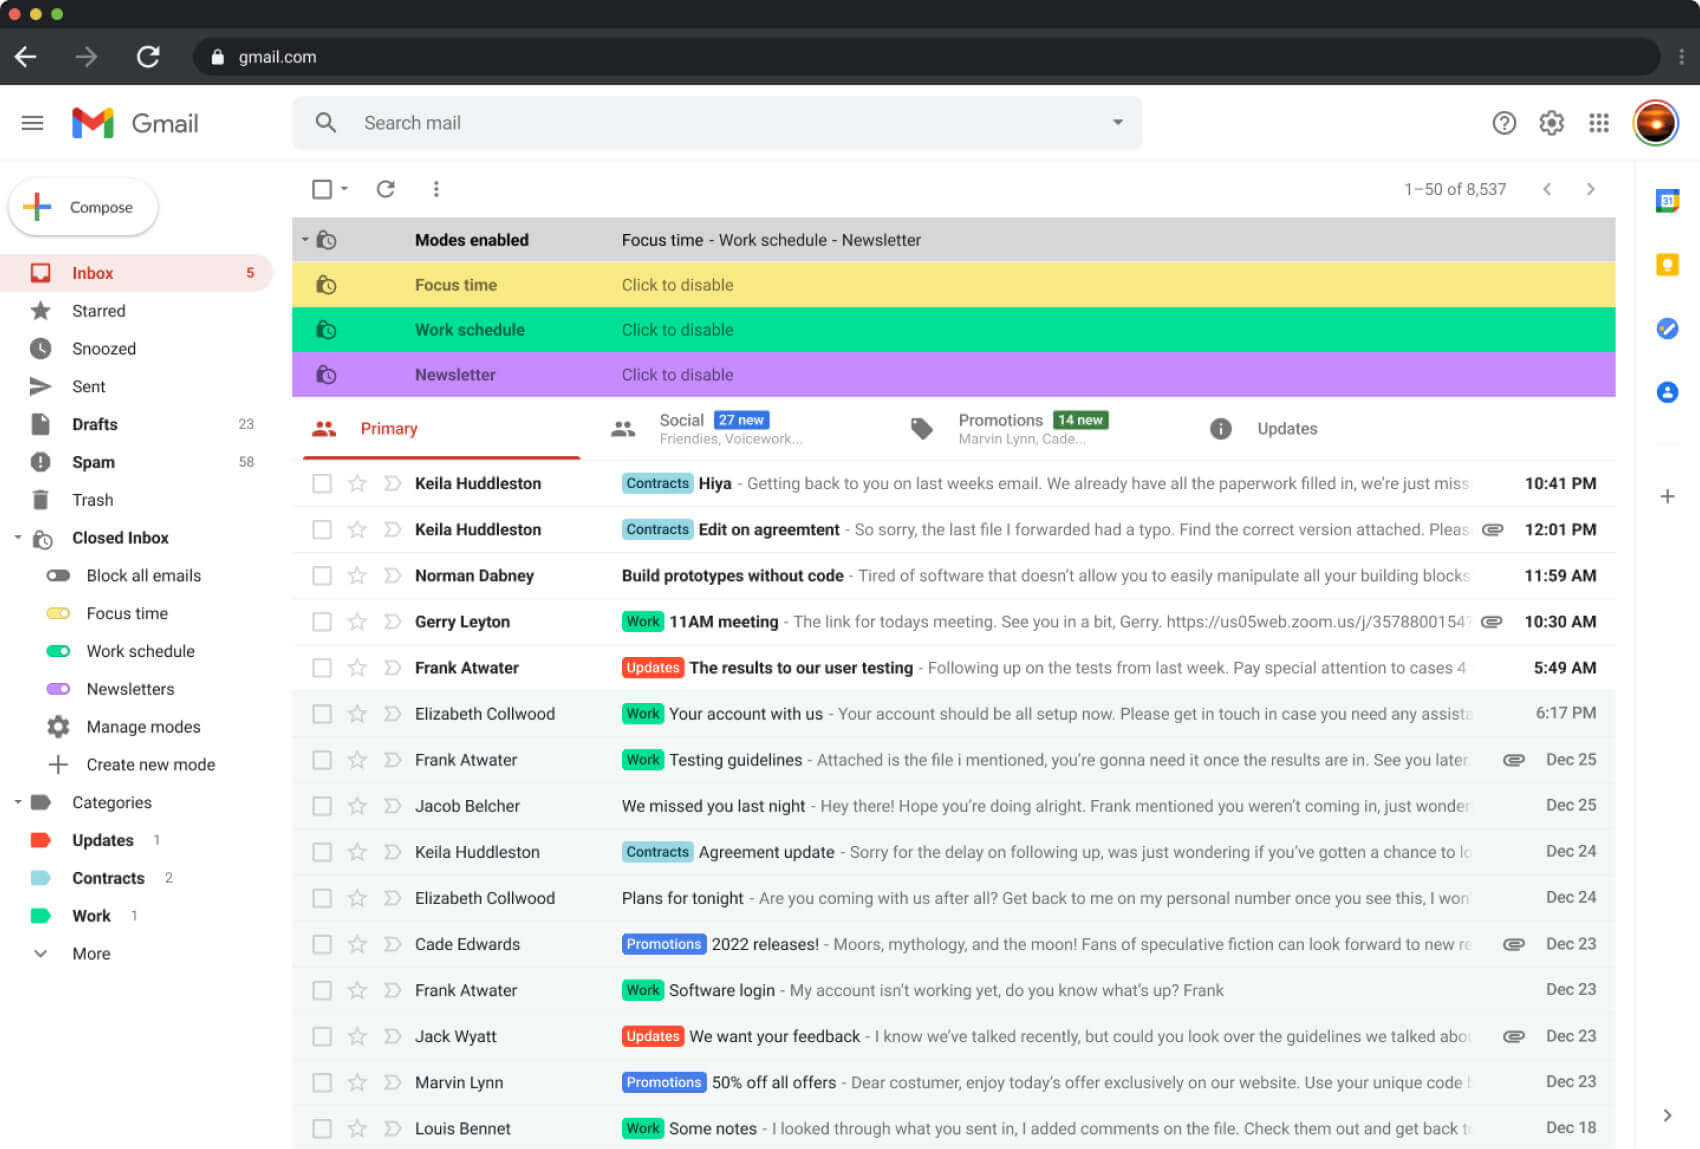 gmail.com
Gmail
Search mail
Compose
1–50 of 8,537
31
Modes enabled Focus time - Work schedule - Newsletter
Focus time Click to disable
Work schedule Click to disable
Newsletter Click to disable
Inbox 5
Starred
Snoozed
Sent
Drafts 23
Spam 58
Trash
Closed Inbox
Block all emails
Focus time
Work schedule
Newsletters
Manage modes
Create new mode
Categories
Updates 1
Contracts 2
Work 1
More
Primary
Social 27 new
Friendies, Voicework...
Promotions 14 new
Marvin Lynn, Cade...
Updates
Keila Huddleston Contracts Hiya - Getting back to you on last weeks email. We already have all the paperwork filled in, we're just miss 10:41 PM
Keila Huddleston Contracts Edit on agreemtent - So sorry, the last file I forwarded had a typo. Find the correct version attached. Pleas 12:01 PM
Norman Dabney Build prototypes without code - Tired of software that doesn't allow you to easily manipulate all your building blocks 11:59 AM
Gerry Leyton Work 11AM meeting - The link for todays meeting. See you in a bit, Gerry. https://us05web.zoom.us/j/3578800154 10:30 AM
Frank Atwater Updates The results to our user testing - Following up on the tests from last week. Pay special attention to cases 4 5:49 AM
Elizabeth Collwood Work Your account with us - Your account should be all setup now. Please get in touch in case you need any assista 6:17 PM
Frank Atwater Work Testing guidelines - Attached is the file i mentioned, you're gonna need it once the results are in. See you later Dec 25
Jacob Belcher We missed you last night - Hey there! Hope you're doing alright. Frank mentioned you weren't coming in, just wonder Dec 25
Keila Huddleston Contracts Agreement update - Sorry for the delay on following up, was just wondering if you've gotten a chance to lo Dec 24
Elizabeth Collwood Plans for tonight - Are you coming with us after all? Get back to me on my personal number once you see this, I won' Dec 24
Cade Edwards Promotions 2022 releases! - Moors, mythology, and the moon! Fans of speculative fiction can look forward to new re Dec 23
Frank Atwater Work Software login - My account isn't working yet, do you know what's up? Frank Dec 23
Jack Wyatt Updates We want your feedback - I know we've talked recently, but could you look over the guidelines we talked abou Dec 23
Marvin Lynn Promotions 50% off all offers - Dear costumer, enjoy today's offer exclusively on our website. Use your unique code Dec 23
Louis Bennet Work Some notes - I looked through what you sent in, I added comments on the file. Check them out and get back to Dec 18